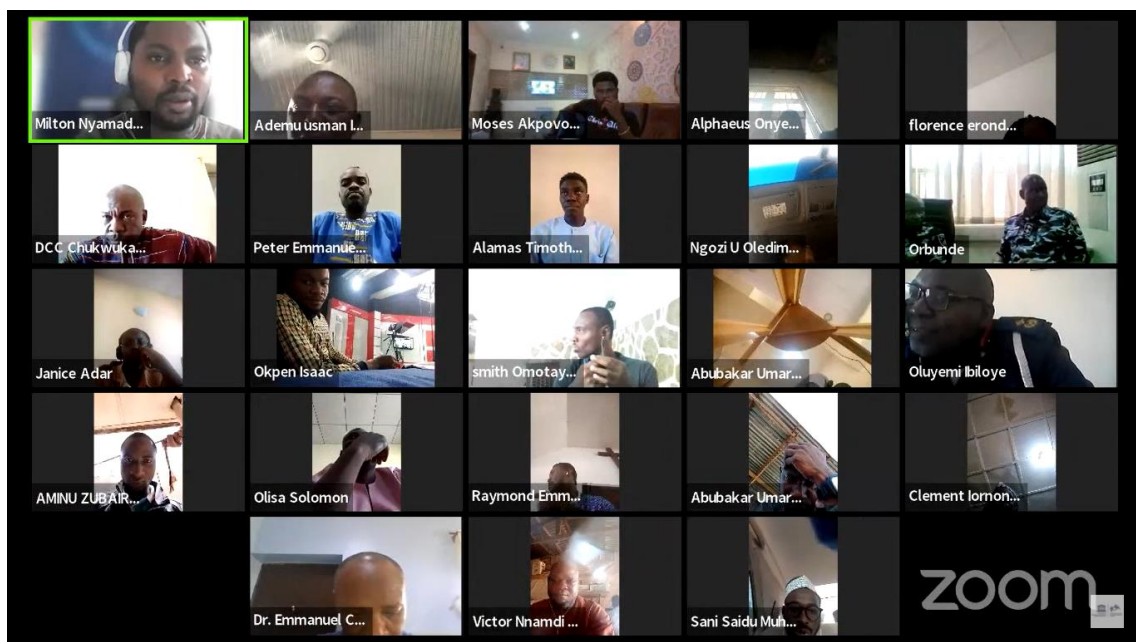 Milton Nyamad...
Ademu usman I...
Moses Akpovo...
Alphaeus Onye...
florence erond...
DCC Chukwuka...
Peter Emmanue...
Alamas Timoth...
Ngozi U Oledim...
Orbunde
Janice Adar
Okpen Isaac
smith Omotay...
Abubakar Umar...
Oluyemi Ibiloye
AMINU ZUBAIR...
Olisa Solomon
Raymond Emm...
Abubakar Umar...
Clement Iornon...
Dr. Emmanuel C...
Victor Nnamdi ...
Sani Saidu Muh...
zoom